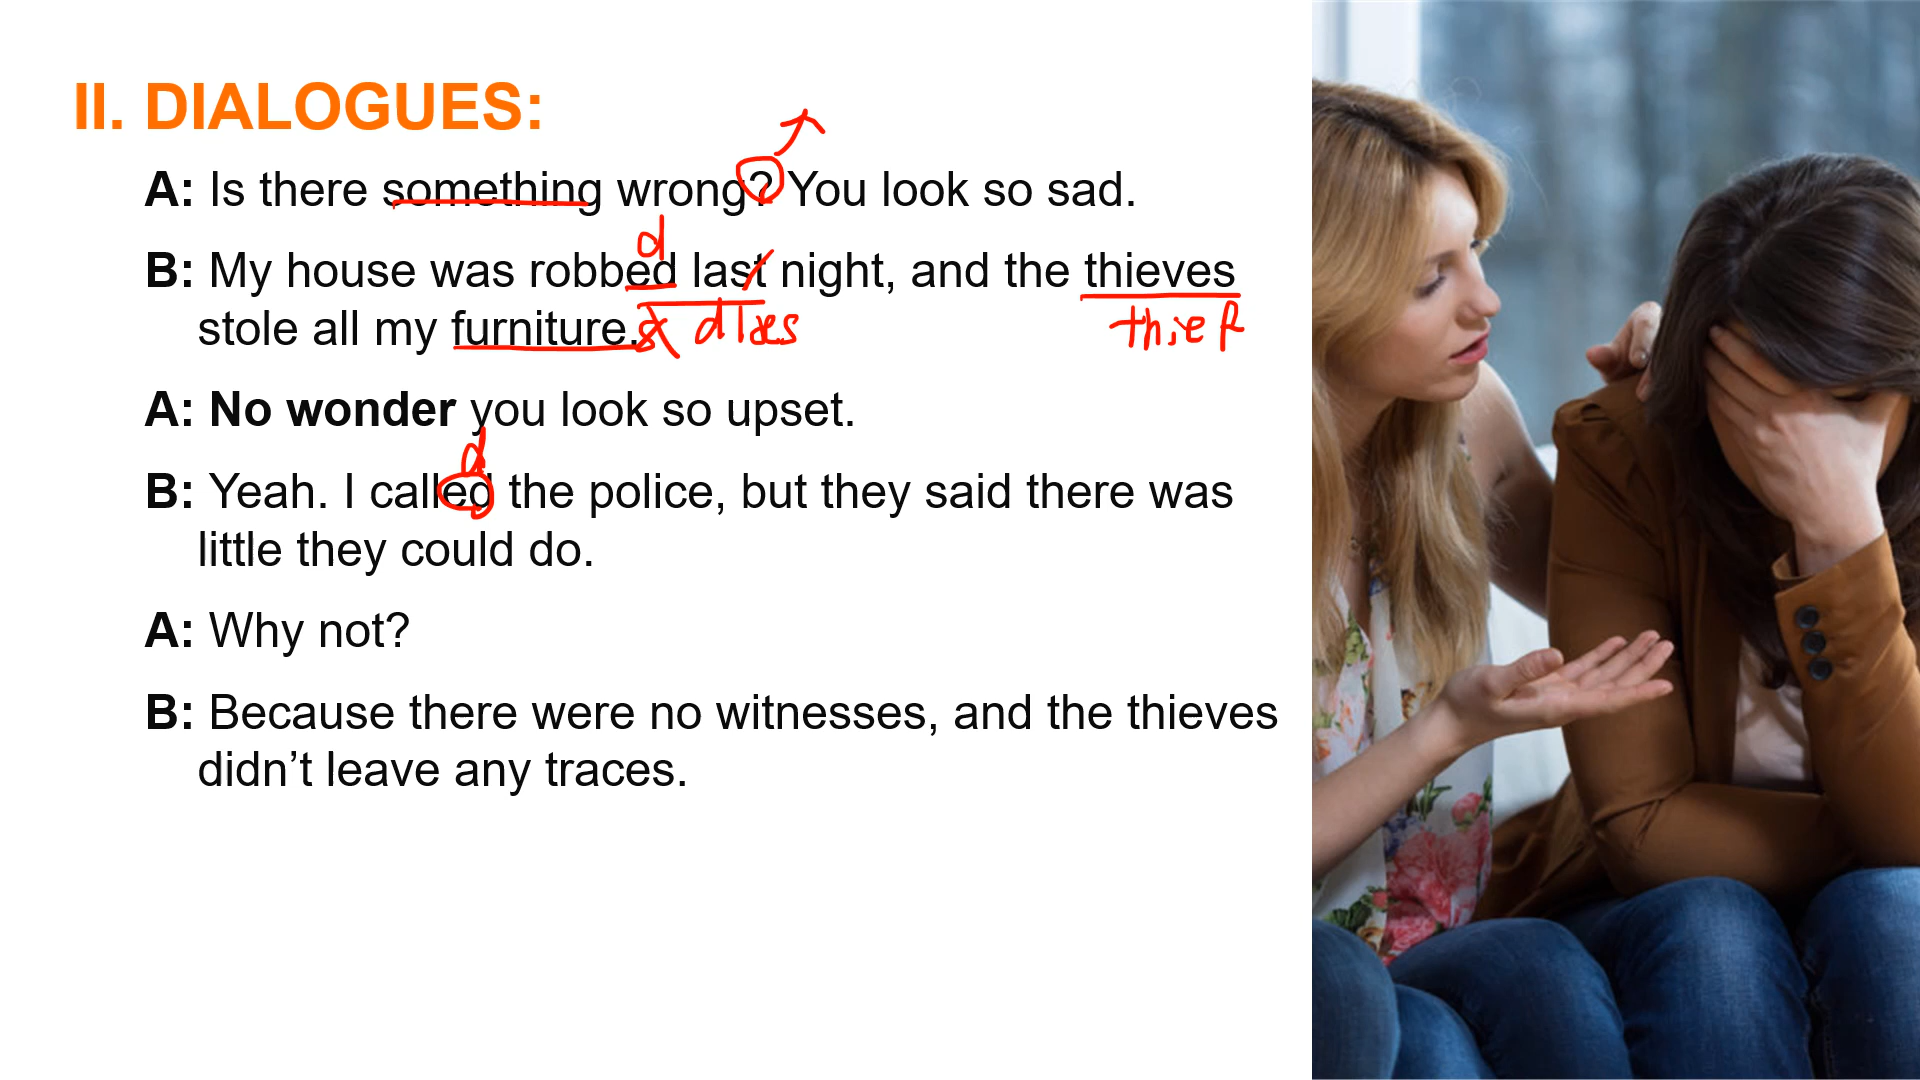 II. DIALOGUES:
A: Is there something wrong? You look so sad.
d
B: My house was robbed last night, and the thieves
stole all my furniture.s dlæs thief
A: No wonder you look so upset.
d
B: Yeah. I called the police, but they said there was
little they could do.
A: Why not?
B: Because there were no witnesses, and the thieves
didn’t leave any traces.